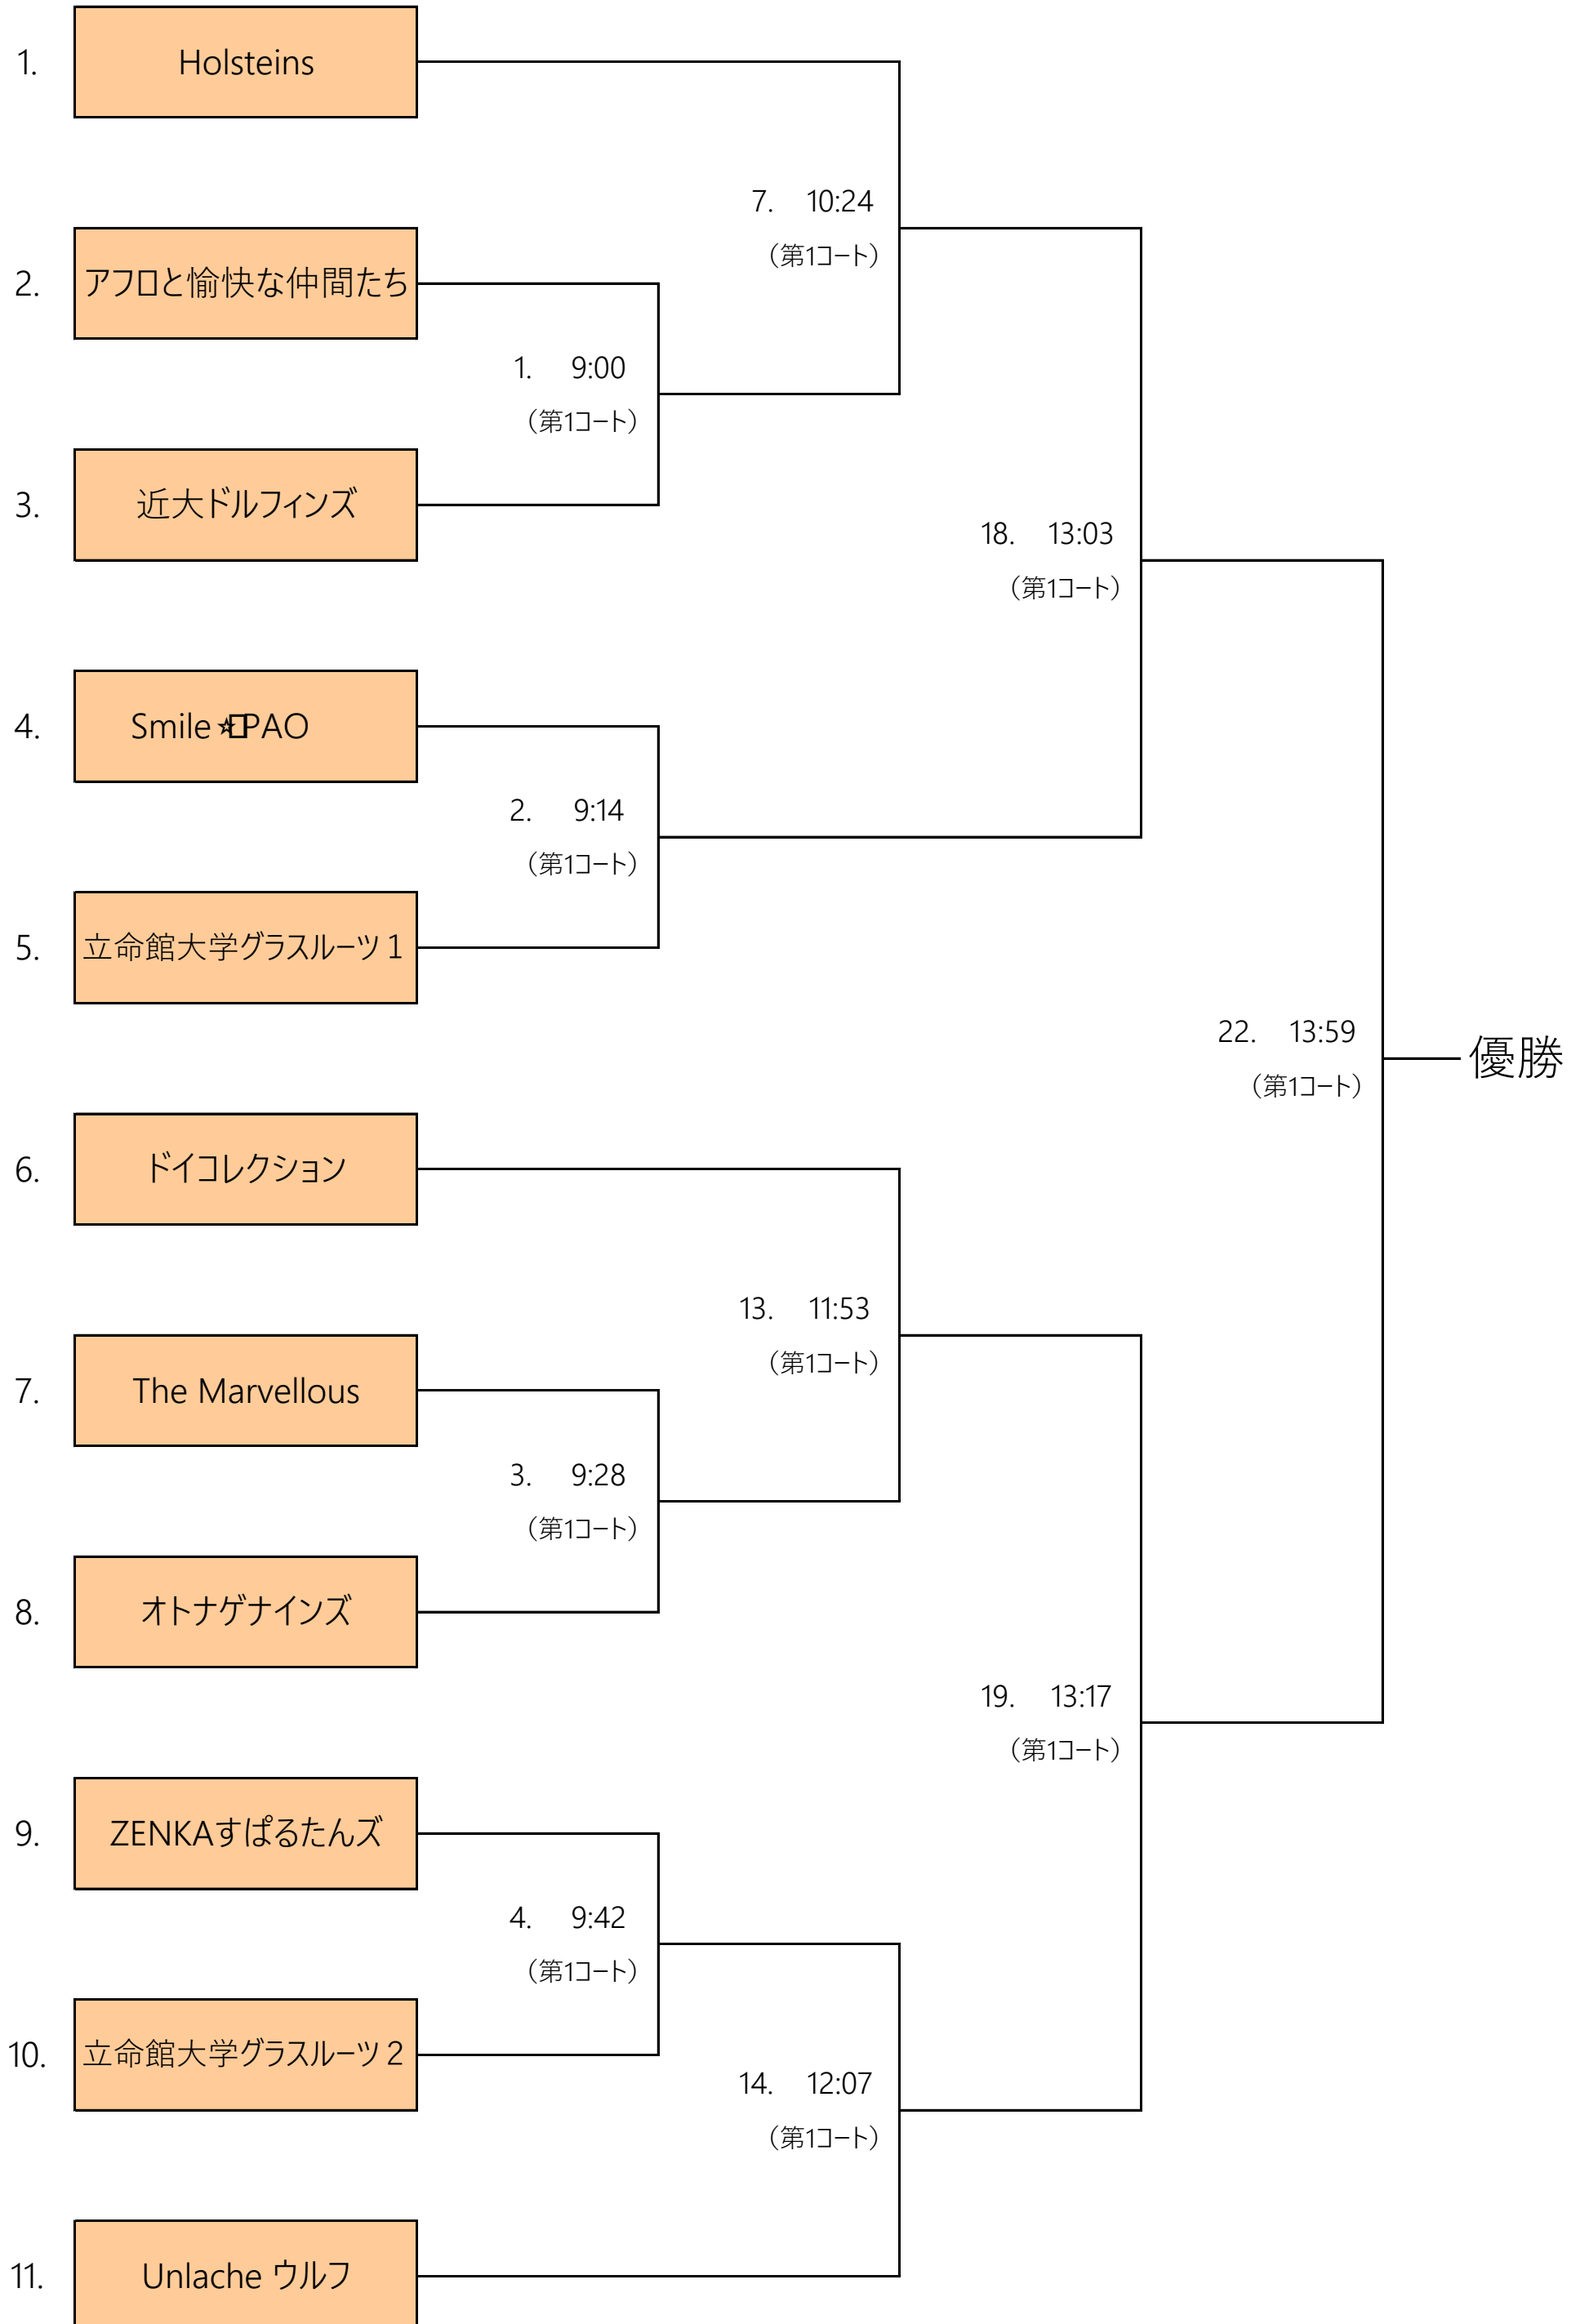 1. Holsteins
7. 10:24
（第1コート）
2. アフロと愉快な仲間たち
1. 9:00
（第1コート）
3. 近大ドルフィンズ
18. 13:03
（第1コート）
4. Smile☆PAO
2. 9:14
（第1コート）
5. 立命館大学グラスルーツ１
22. 13:59
（第1コート）
優勝
6. ドイコレクション
13. 11:53
（第1コート）
7. The Marvellous
3. 9:28
（第1コート）
8. オトナゲナインズ
19. 13:17
（第1コート）
9. ZENKAすぱるたんズ
4. 9:42
（第1コート）
10. 立命館大学グラスルーツ２
14. 12:07
（第1コート）
11. Unlache ウルフ